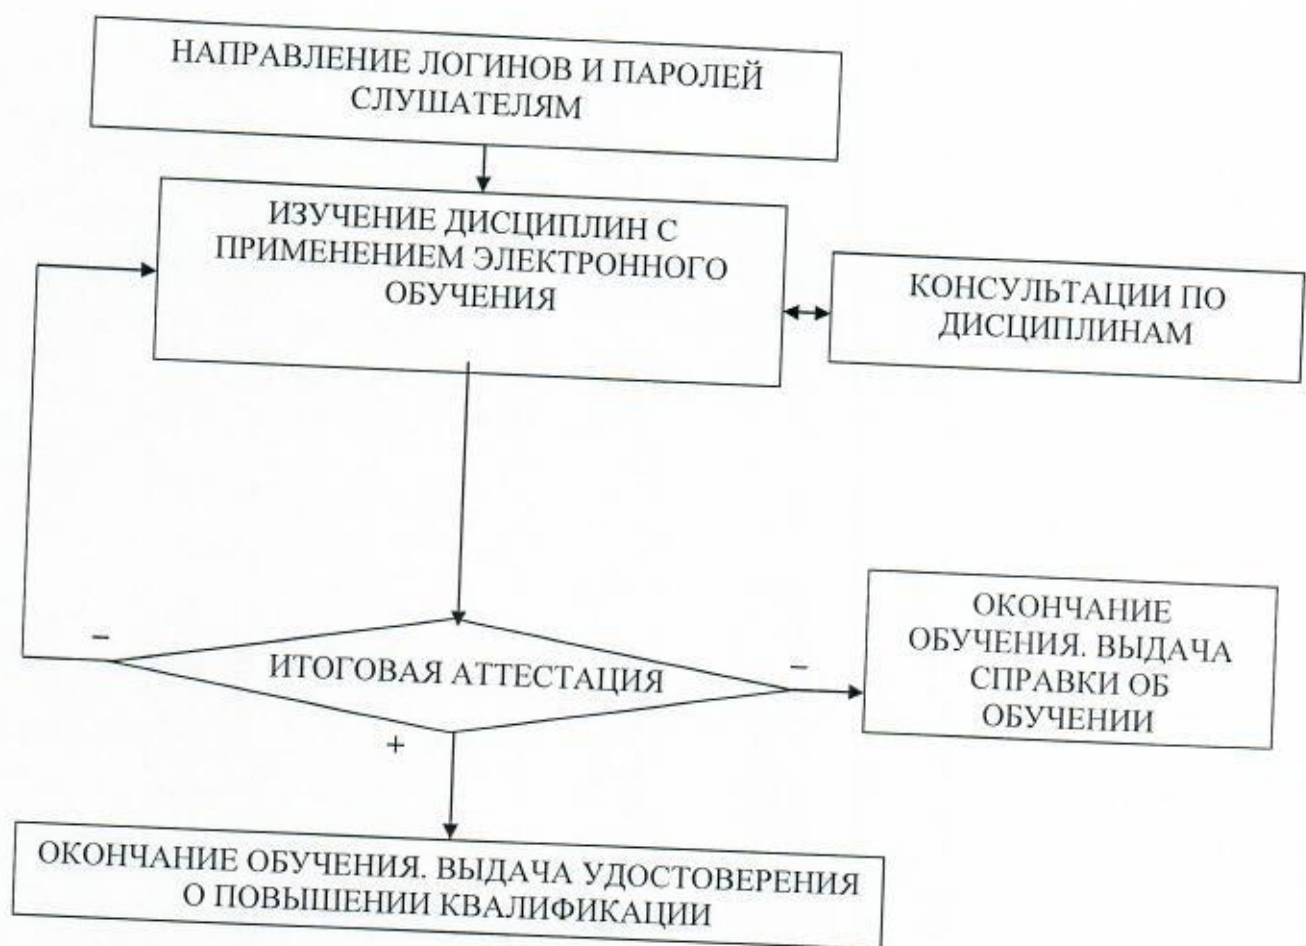 НАПРАВЛЕНИЕ ЛОГИНОВ И ПАРОЛЕЙ
СЛУШАТЕЛЯМ
ИЗУЧЕНИЕ ДИСЦИПЛИН С
ПРИМЕНЕНИЕМ ЭЛЕКТРОННОГО
ОБУЧЕНИЯ
КОНСУЛЬТАЦИИ ПО
ДИСЦИПЛИНАМ
–
ИТОГОВАЯ АТТЕСТАЦИЯ
–
ОКОНЧАНИЕ
ОБУЧЕНИЯ. ВЫДАЧА
СПРАВКИ ОБ
ОБУЧЕНИИ
+
ОКОНЧАНИЕ ОБУЧЕНИЯ. ВЫДАЧА УДОСТОВЕРЕНИЯ
О ПОВЫШЕНИИ КВАЛИФИКАЦИИ